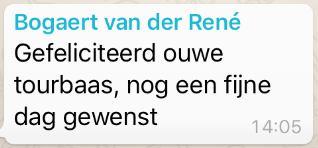 Bogaert van der René
Gefeliciteerd ouwe
tourbaas, nog een fijne
dag gewenst
14:05